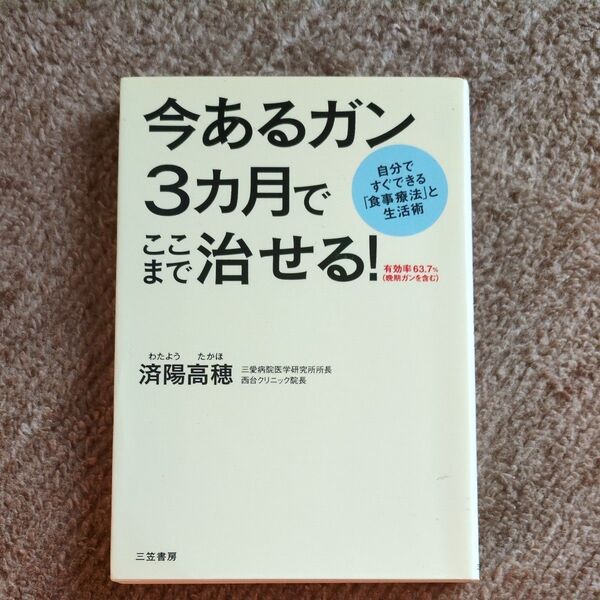 今あるガン
3カ月で
ここまで治せる!
自分で
すぐできる
「食事療法」と
生活術
有効率63.7%
(晩期ガンを含む)
わたよう たかほ
済陽高穂
三愛病院医学研究所所長
西台クリニック院長
三笠書房